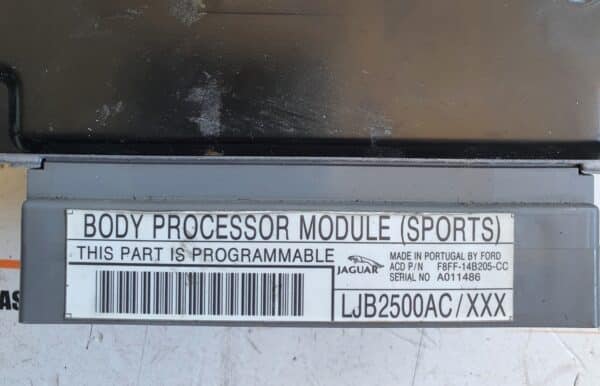 BODY PROCESSOR MODULE (SPORTS)
THIS PART IS PROGRAMMABLE
JAGUAR
MADE IN PORTUGAL BY FORD
ACD P/N F8FF-14B205-CC
SERIAL NO A011486
LJB2500AC/XXX
AS